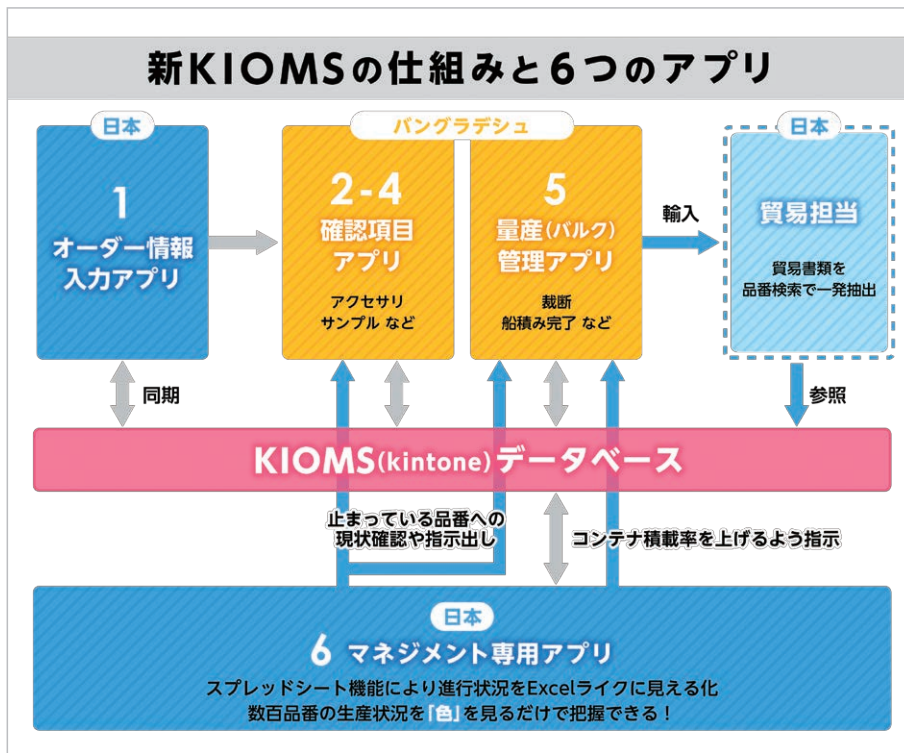 新KIOMSの仕組みと6つのアプリ
日本
1
オーダー情報
入力アプリ
バングラデシュ
2-4
確認項目
アプリ
アクセサリ
サンプル など
5
量産(バルク)
管理アプリ
裁断
船積み完了 など
輸入
日本
貿易担当
貿易書類を
品番検索で一発抽出
同期
参照
KIOMS(kintone)データベース
止まっている品番への
現状確認や指示出し
コンテナ積載率を上げるよう指示
日本
6 マネジメント専用アプリ
スプレッドシート機能により進行状況をExcelライクに見える化
数百品番の生産状況を「色」を見るだけで把握できる!